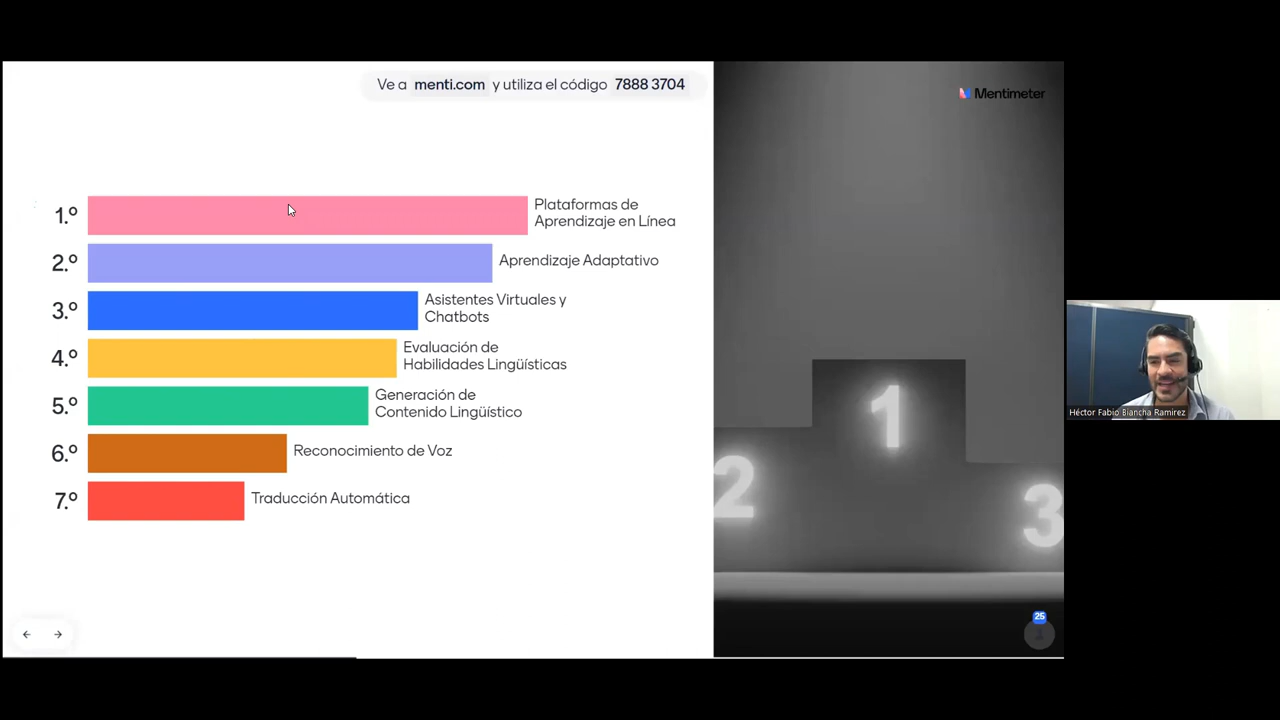 Ve a menti.com y utiliza el código 7888 3704
Mentimeter
1.º
Plataformas de
Aprendizaje en Línea
2.º
Aprendizaje Adaptativo
3.º
Asistentes Virtuales y
Chatbots
4.º
Evaluación de
Habilidades Lingüísticas
5.º
Generación de
Contenido Lingüístico
6.º
Reconocimiento de Voz
7.º
Traducción Automática
1
2
3
25
Héctor Fabio Biancha Ramirez